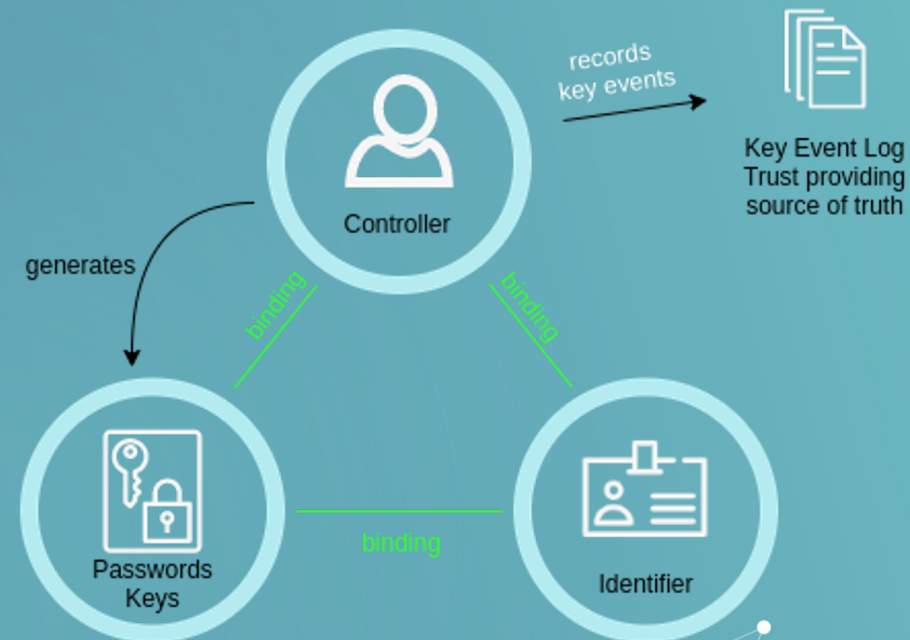 records
key events
Key Event Log
Trust providing
source of truth
Controller
generates
binding
binding
binding
Passwords
Keys
Identifier